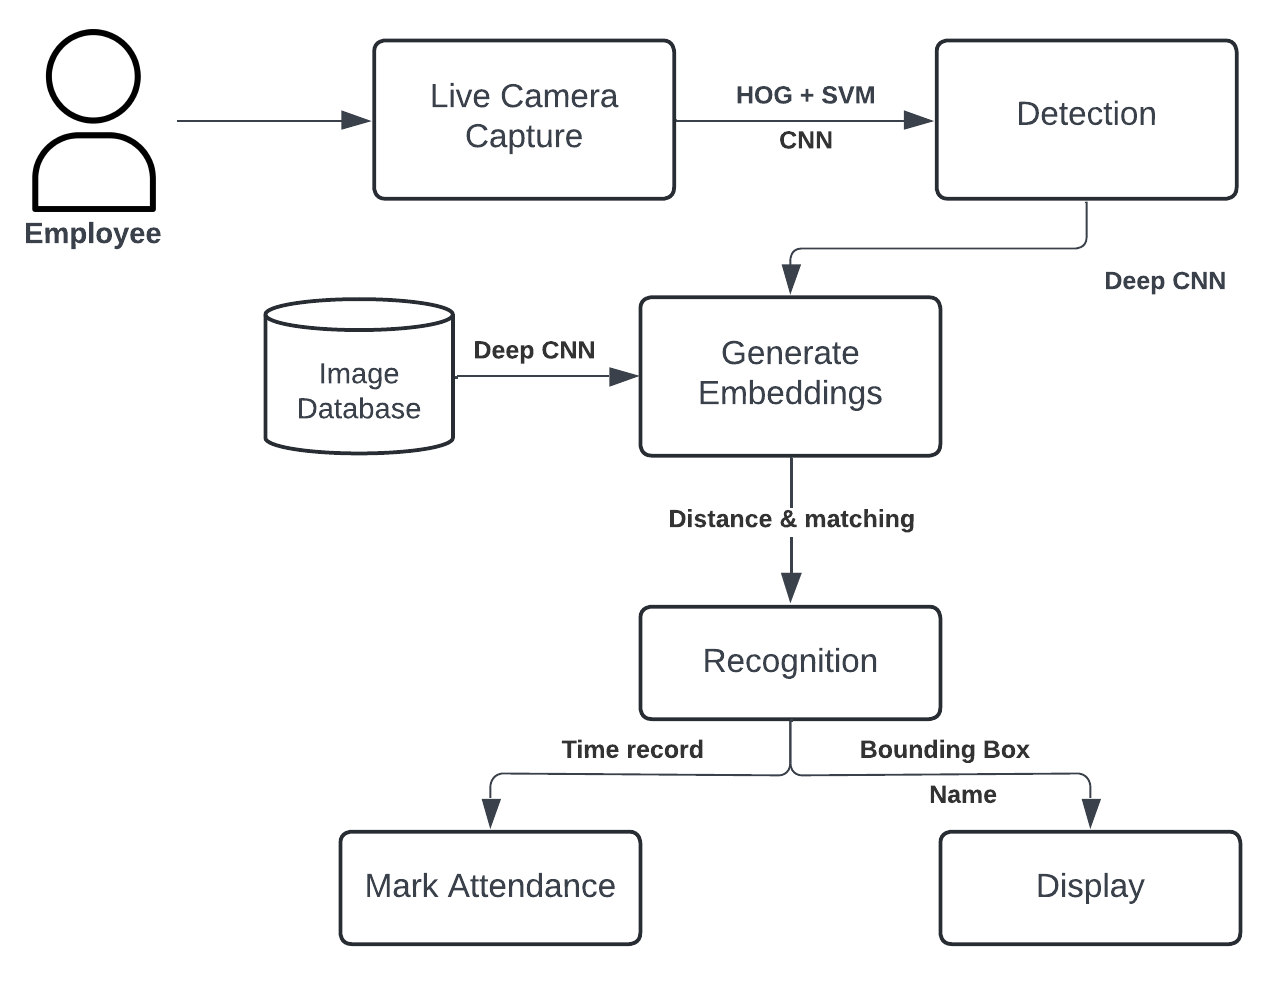 Employee
Live Camera
Capture
HOG + SVM
CNN
Detection
Deep CNN
Image
Database
Deep CNN
Generate
Embeddings
Distance & matching
Recognition
Time record
Bounding Box
Name
Mark Attendance
Display